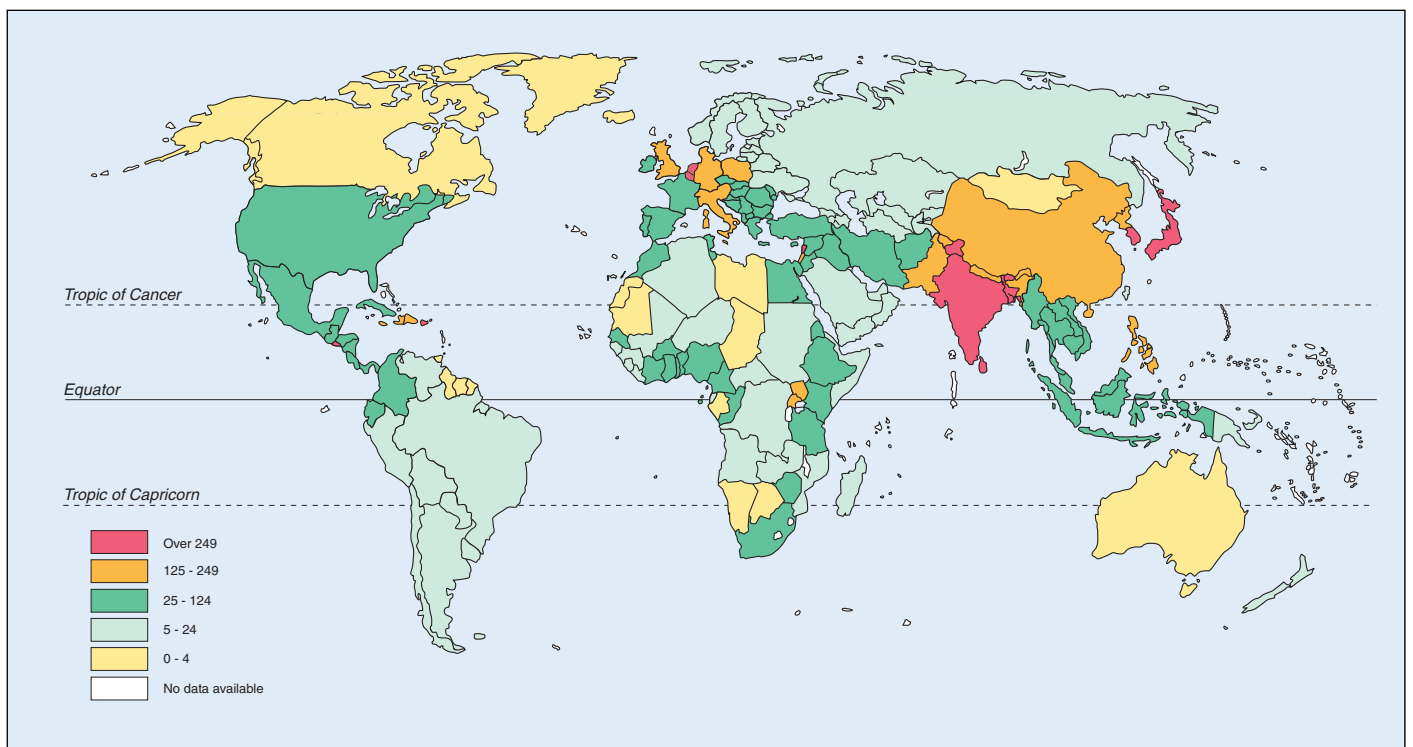 Tropic of Cancer
Equator
Tropic of Capricorn
Over 249
125 - 249
25 - 124
5 - 24
0 - 4
No data available